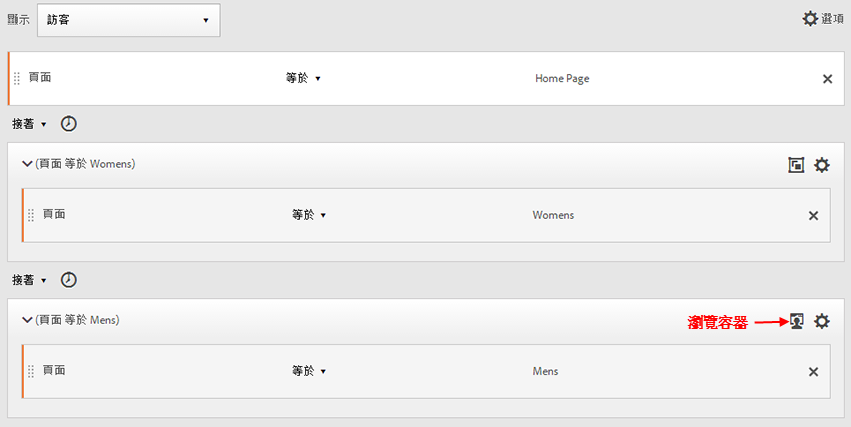 顯示 訪客 選項
頁面 等於 Home Page
接著
(頁面 等於 Womens)
頁面 等於 Womens
接著
(頁面 等於 Mens)
瀏覽容器
頁面 等於 Mens